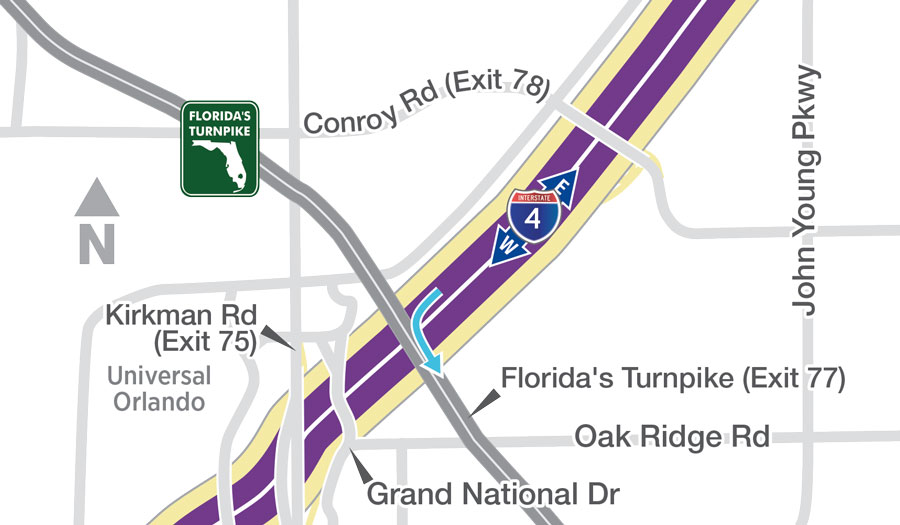 FLORIDA'S
TURNPIKE
Conroy Rd (Exit 78)
John Young Pkwy
E
INTERSTATE
4
W
N
Kirkman Rd
(Exit 75)
Universal
Orlando
Florida's Turnpike (Exit 77)
Oak Ridge Rd
Grand National Dr